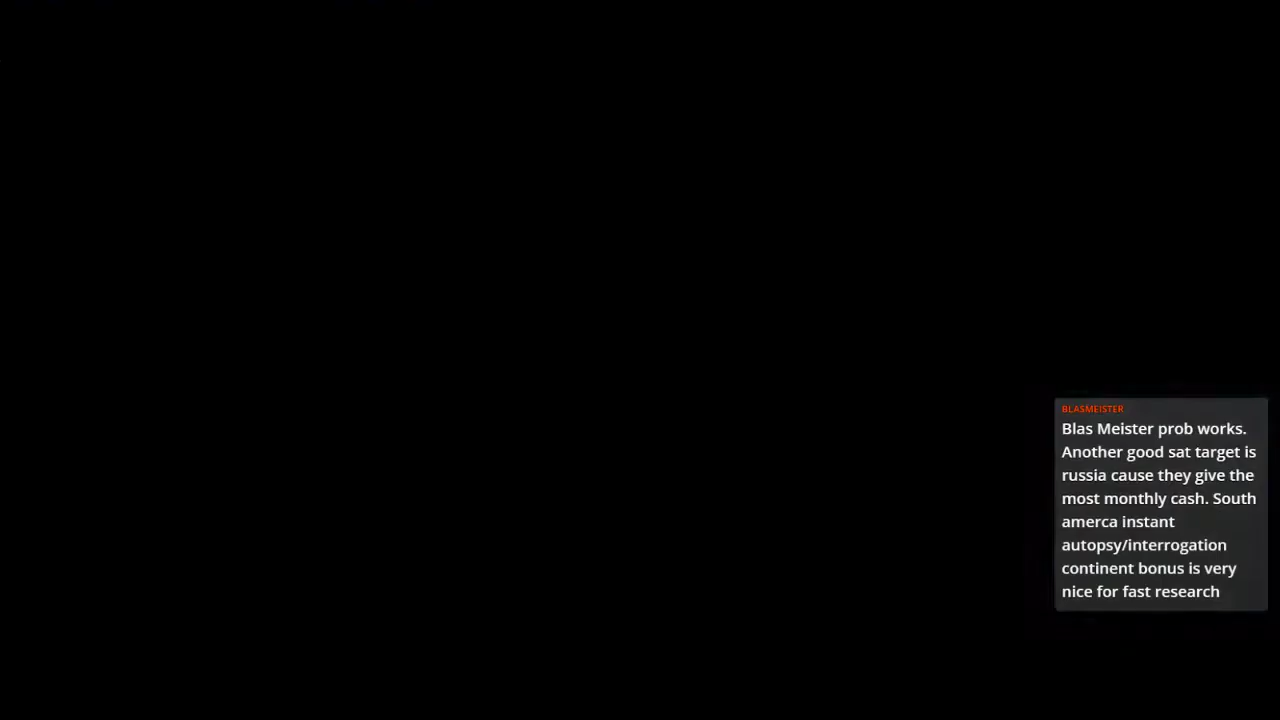 BLASMEISTER
Blas Meister prob works.
Another good sat target is
russia cause they give the
most monthly cash. South
amerca instant
autopsy/interrogation
continent bonus is very
nice for fast research